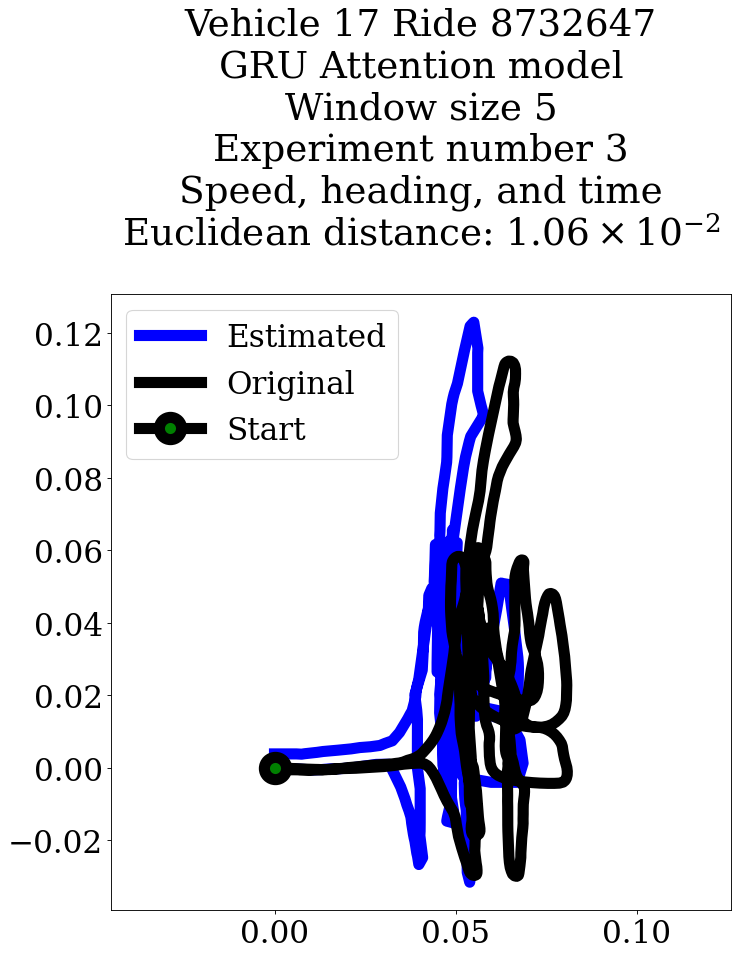 Vehicle 17 Ride 8732647
GRU Attention model
Window size 5
Experiment number 3
Speed, heading, and time
Euclidean distance: 1.06 × 10⁻²
Estimated
Original
Start
0.12
0.10
0.08
0.06
0.04
0.02
0.00
−0.02
0.00 0.05 0.10